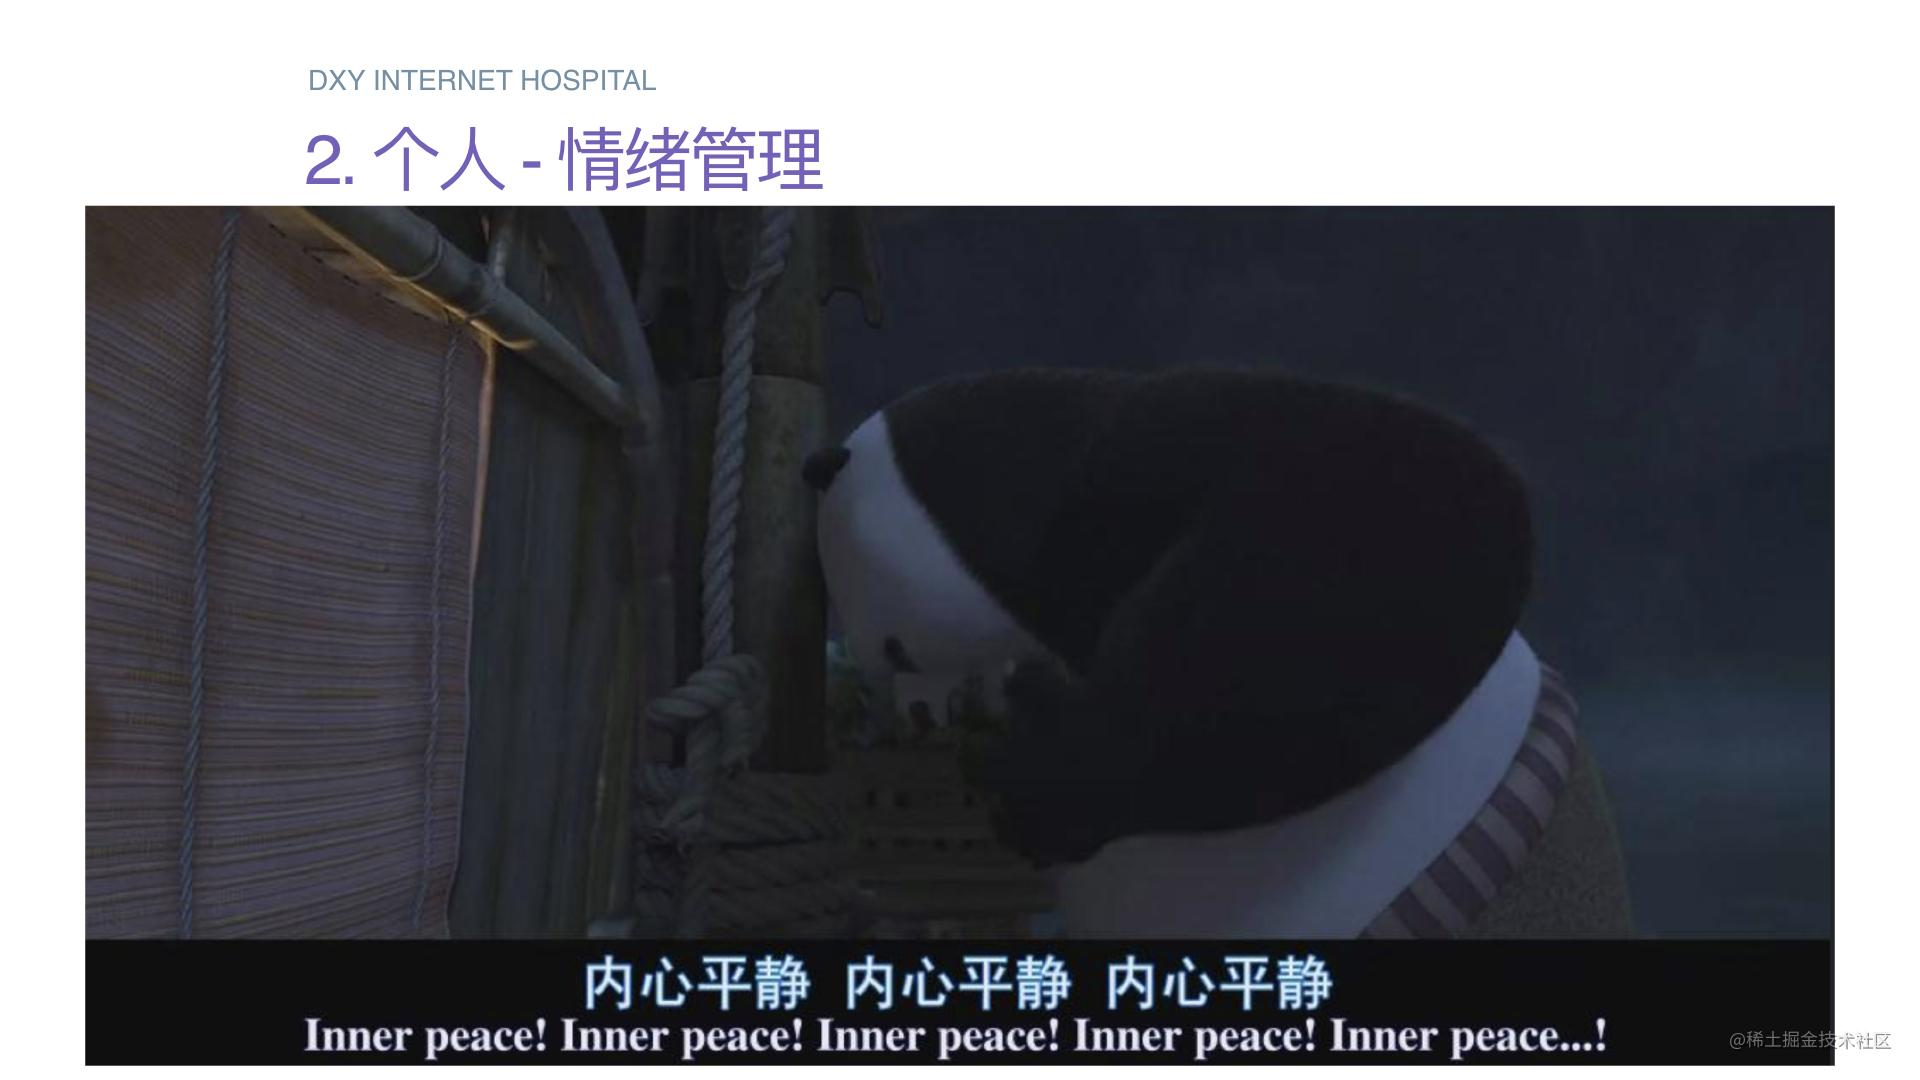 DXY INTERNET HOSPITAL
2. 个人 - 情绪管理
内心平静 内心平静 内心平静
Inner peace! Inner peace! Inner peace! Inner peace! Inner peace...!
@稀土掘金技术社区